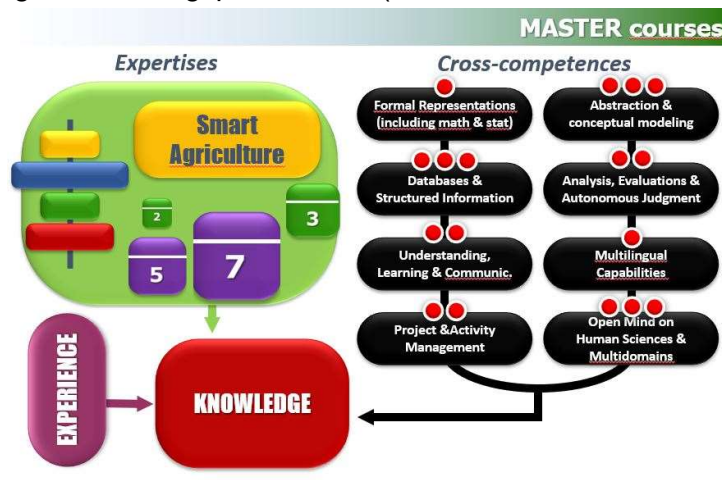 MASTER courses
Expertises
Cross-competences
Smart
Agriculture
2
3
5
7
EXPERIENCE
KNOWLEDGE
Formal Representations
(including math & stat)
Databases &
Structured Information
Understanding,
Learning & Communic.
Project &Activity
Management
Abstraction &
conceptual modeling
Analysis, Evaluations &
Autonomous Judgment
Multilingual
Capabilities
Open Mind on
Human Sciences &
Multidomains